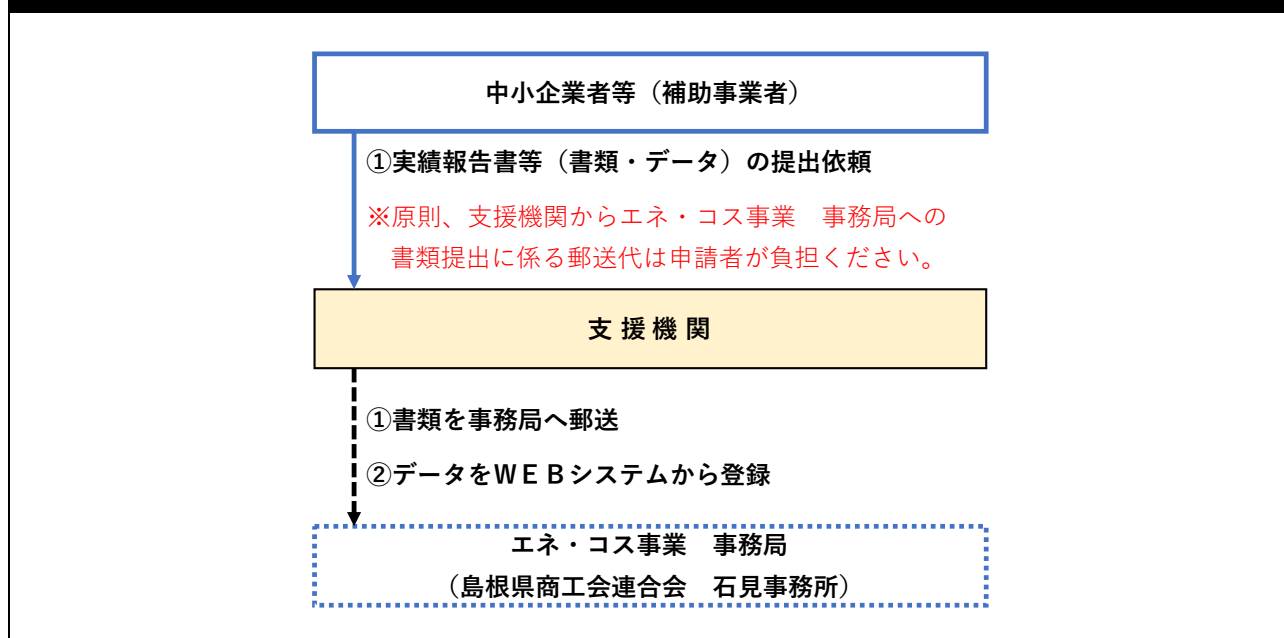 中小企業者等（補助事業者）
①実績報告書等（書類・データ）の提出依頼
※原則、支援機関からエネ・コス事業　事務局への
書類提出に係る郵送代は申請者が負担ください。
支 援 機 関
①書類を事務局へ郵送
②データをＷＥＢシステムから登録
エネ・コス事業　事務局
（島根県商工会連合会　石見事務所）